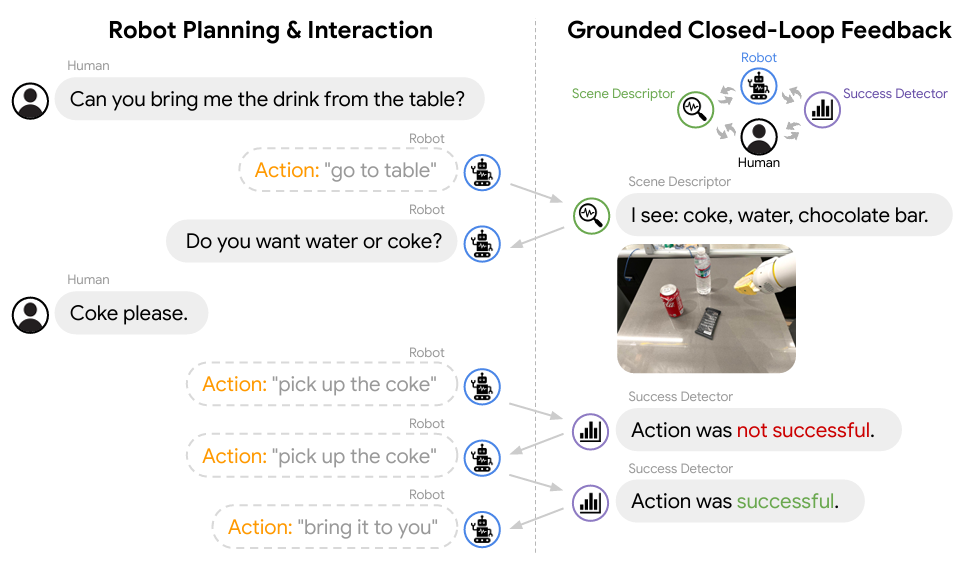 Robot Planning & Interaction
Grounded Closed-Loop Feedback
Human
Can you bring me the drink from the table?
Robot
Scene Descriptor
Success Detector
Human
Robot
Action: "go to table"
Scene Descriptor
I see: coke, water, chocolate bar.
Robot
Do you want water or coke?
Human
Coke please.
Robot
Action: "pick up the coke"
Success Detector
Action was not successful.
Robot
Action: "pick up the coke"
Success Detector
Action was successful.
Robot
Action: "bring it to you"